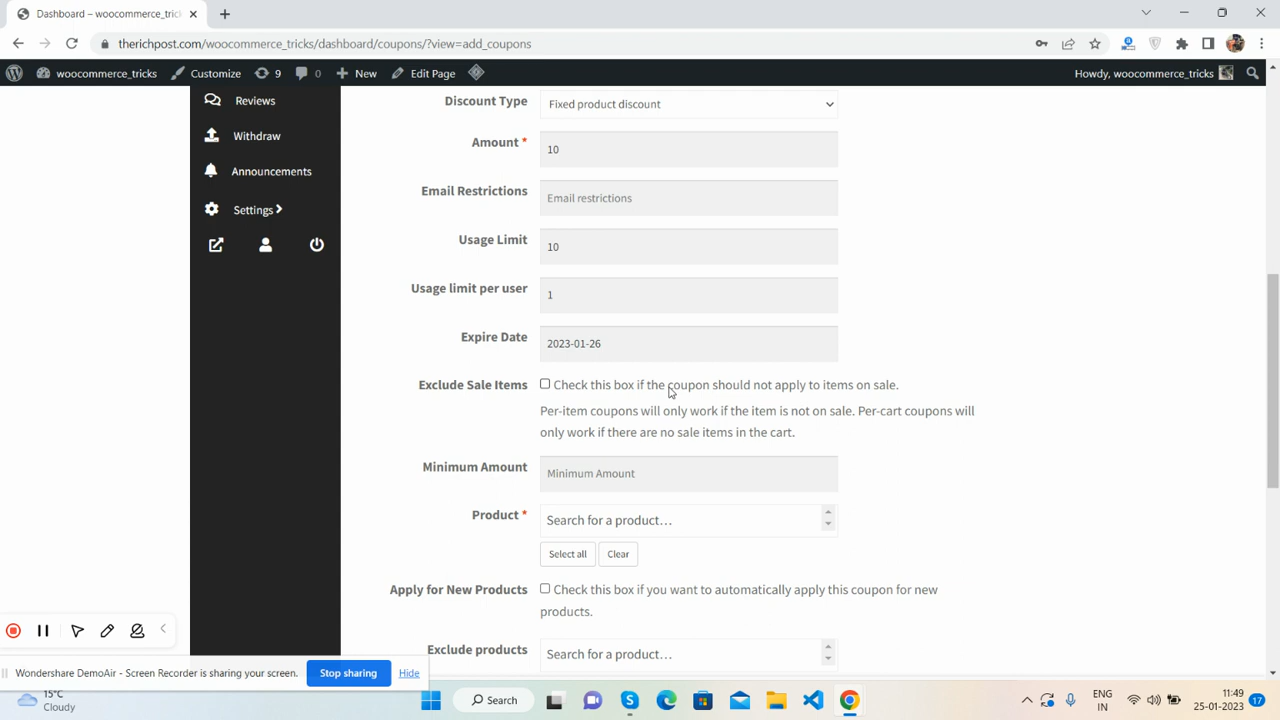 Dashboard – woocommerce_tric
therichpost.com/woocommerce_tricks/dashboard/coupons/?view=add_coupons
woocommerce_tricks Customize 9 0 New Edit Page Howdy, woocommerce_tricks
Reviews
Withdraw
Announcements
Settings
Discount Type Fixed product discount
Amount * 10
Email Restrictions Email restrictions
Usage Limit 10
Usage limit per user 1
Expire Date 2023-01-26
Exclude Sale Items Check this box if the coupon should not apply to items on sale.
Per-item coupons will only work if the item is not on sale. Per-cart coupons will
only work if there are no sale items in the cart.
Minimum Amount Minimum Amount
Product * Search for a product...
Select all Clear
Apply for New Products Check this box if you want to automatically apply this coupon for new
products.
Exclude products Search for a product...
Wondershare DemoAir - Screen Recorder is sharing your screen. Stop sharing Hide
15°C
Cloudy
Search
ENG
IN
11:49
25-01-2023
17